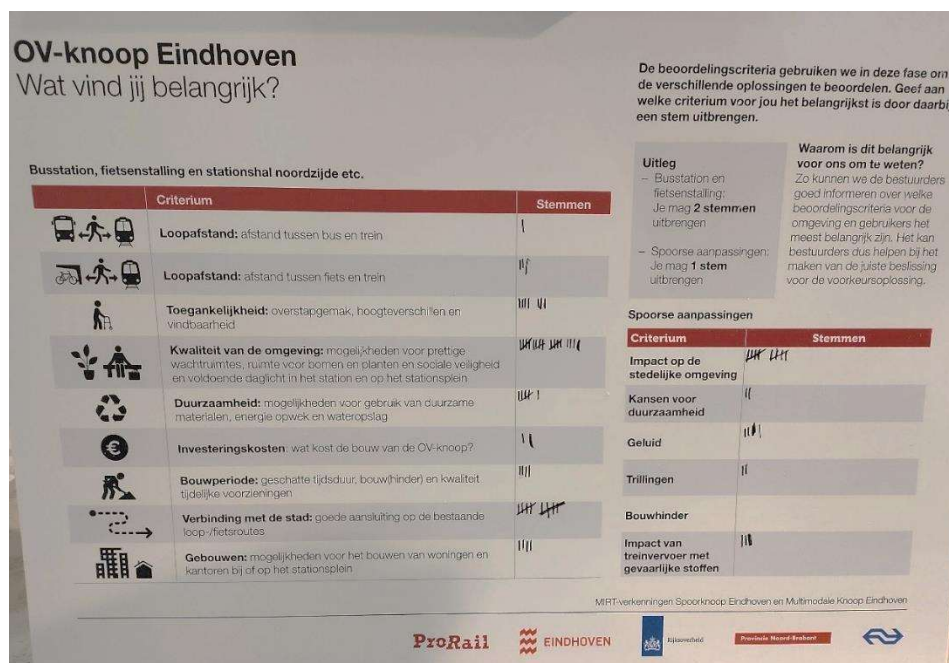 OV-knoop Eindhoven
Wat vind jij belangrijk?
De beoordelingscriteria gebruiken we in deze fase om
de verschillende oplossingen te beoordelen. Geef aan
welke criterium voor jou het belangrijkst is door daarbij
een stem uitbrengen.
Busstation, fietsenstalling en stationshal noordzijde etc.
Criterium
Stemmen
Loopafstand: afstand tussen bus en trein
Loopafstand: afstand tussen fiets en trein
Toegankelijkheid: overstapgemak, hoogteverschillen en
vindbaarheid
Kwaliteit van de omgeving: mogelijkheden voor prettige
wachtruimtes, ruimte voor bomen en planten en sociale veiligheid
en voldoende daglicht in het station en op het stationsplein
Duurzaamheid: mogelijkheden voor gebruik van duurzame
materialen, energie opwek en wateropslag
Investeringskosten: wat kost de bouw van de OV-knoop?
Bouwperiode: geschatte tijdsduur, bouw(hinder) en kwaliteit
tijdelijke voorzieningen
Verbinding met de stad: goede aansluiting op de bestaande
loop-/fietsroutes
Gebouwen: mogelijkheden voor het bouwen van woningen en
kantoren bij of op het stationsplein
Uitleg
– Busstation en
fietsenstalling:
Je mag 2 stemmen
uitbrengen
– Spoorse aanpassingen:
Je mag 1 stem
uitbrengen
Waarom is dit belangrijk
voor ons om te weten?
Zo kunnen we de bestuurders
goed informeren over welke
beoordelingscriteria voor de
omgeving en gebruikers het
meest belangrijk zijn. Het kan
bestuurders dus helpen bij het
maken van de juiste beslissing
voor de voorkeursoplossing.
Spoorse aanpassingen
Criterium
Stemmen
Impact op de
stedelijke omgeving
Kansen voor
duurzaamheid
Geluid
Trillingen
Bouwhinder
Impact van
treinvervoer met
gevaarlijke stoffen
MIRT-verkenningen Spoorknoop Eindhoven en Multimodale Knoop Eindhoven
ProRail
EINDHOVEN
Rijksoverheid
Provincie Noord-Brabant